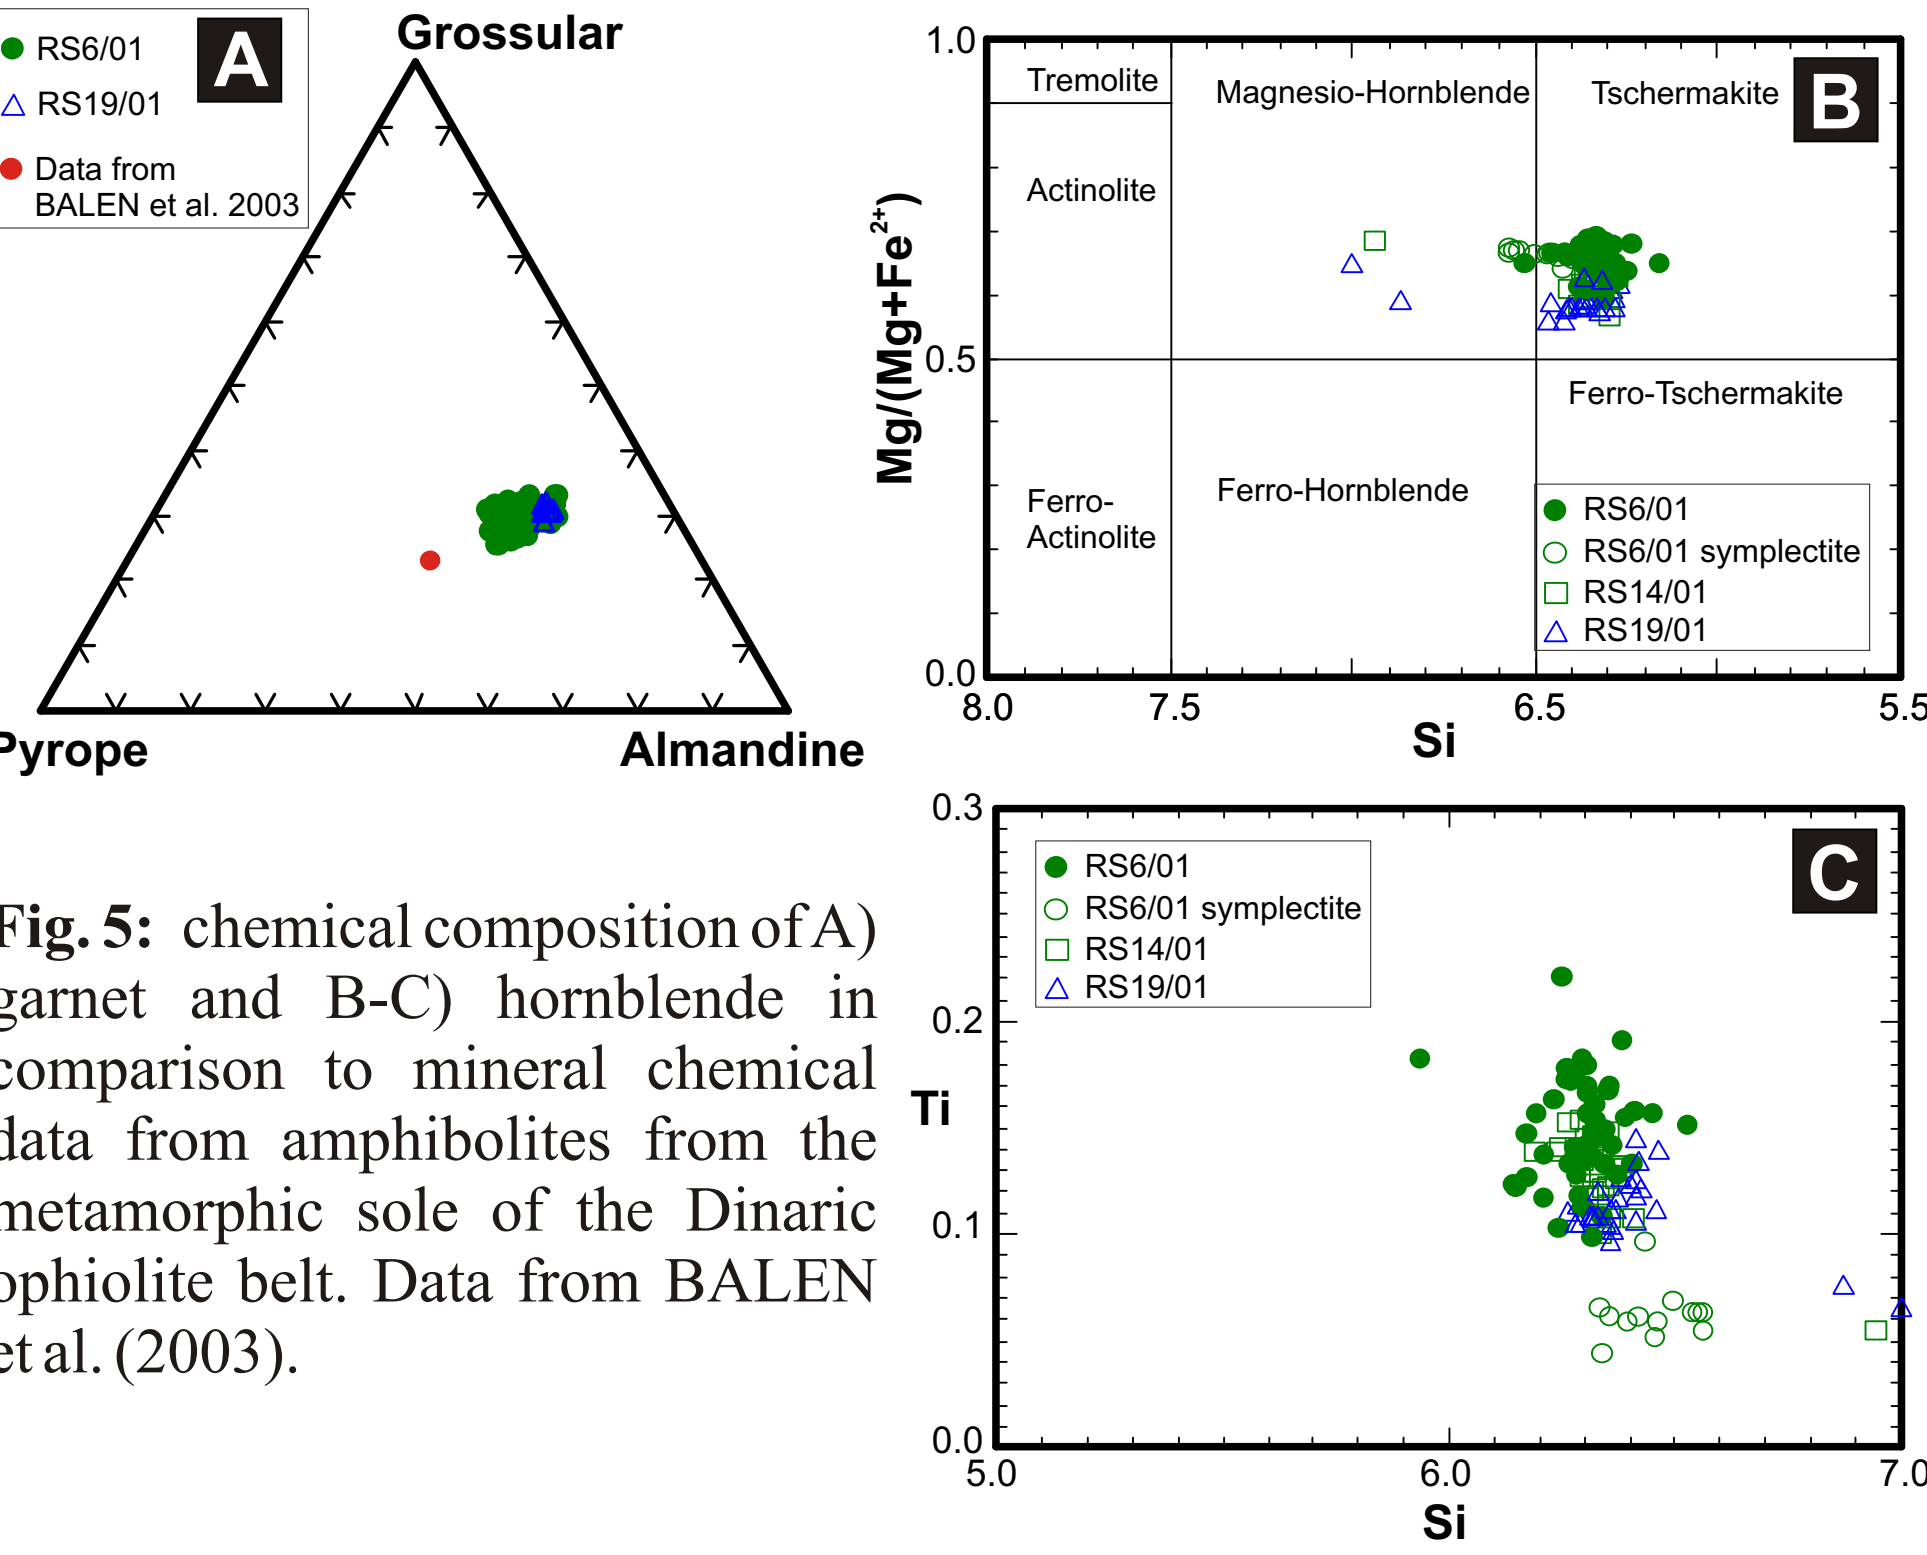 RS6/01
RS19/01
Data from
BALEN et al. 2003
A
Grossular
Pyrope
Almandine
1.0
0.5
0.0
Mg/(Mg+Fe²⁺)
Tremolite
Magnesio-Hornblende
Tschermakite
B
Actinolite
Ferro-Tschermakite
Ferro-
Actinolite
Ferro-Hornblende
RS6/01
RS6/01 symplectite
RS14/01
RS19/01
8.0
7.5
6.5
5.5
Si
0.3
0.2
0.1
0.0
Ti
RS6/01
RS6/01 symplectite
RS14/01
RS19/01
C
5.0
6.0
7.0
Si
Fig. 5: chemical composition of A)
garnet and B-C) hornblende in
comparison to mineral chemical
data from amphibolites from the
metamorphic sole of the Dinaric
ophiolite belt. Data from BALEN
et al. (2003).